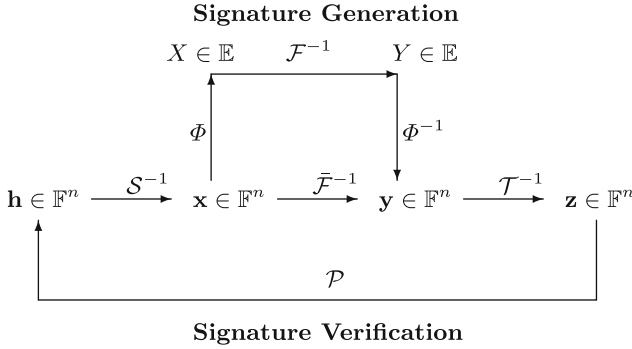 Signature Generation
X ∈ 𝔼 ℱ⁻¹ Y ∈ 𝔼
Φ Φ⁻¹
𝐡 ∈ 𝔽ⁿ 𝒮⁻¹ 𝐱 ∈ 𝔽ⁿ ℱ̄⁻¹ 𝐲 ∈ 𝔽ⁿ 𝒯⁻¹ 𝐳 ∈ 𝔽ⁿ
𝒫
Signature Verification